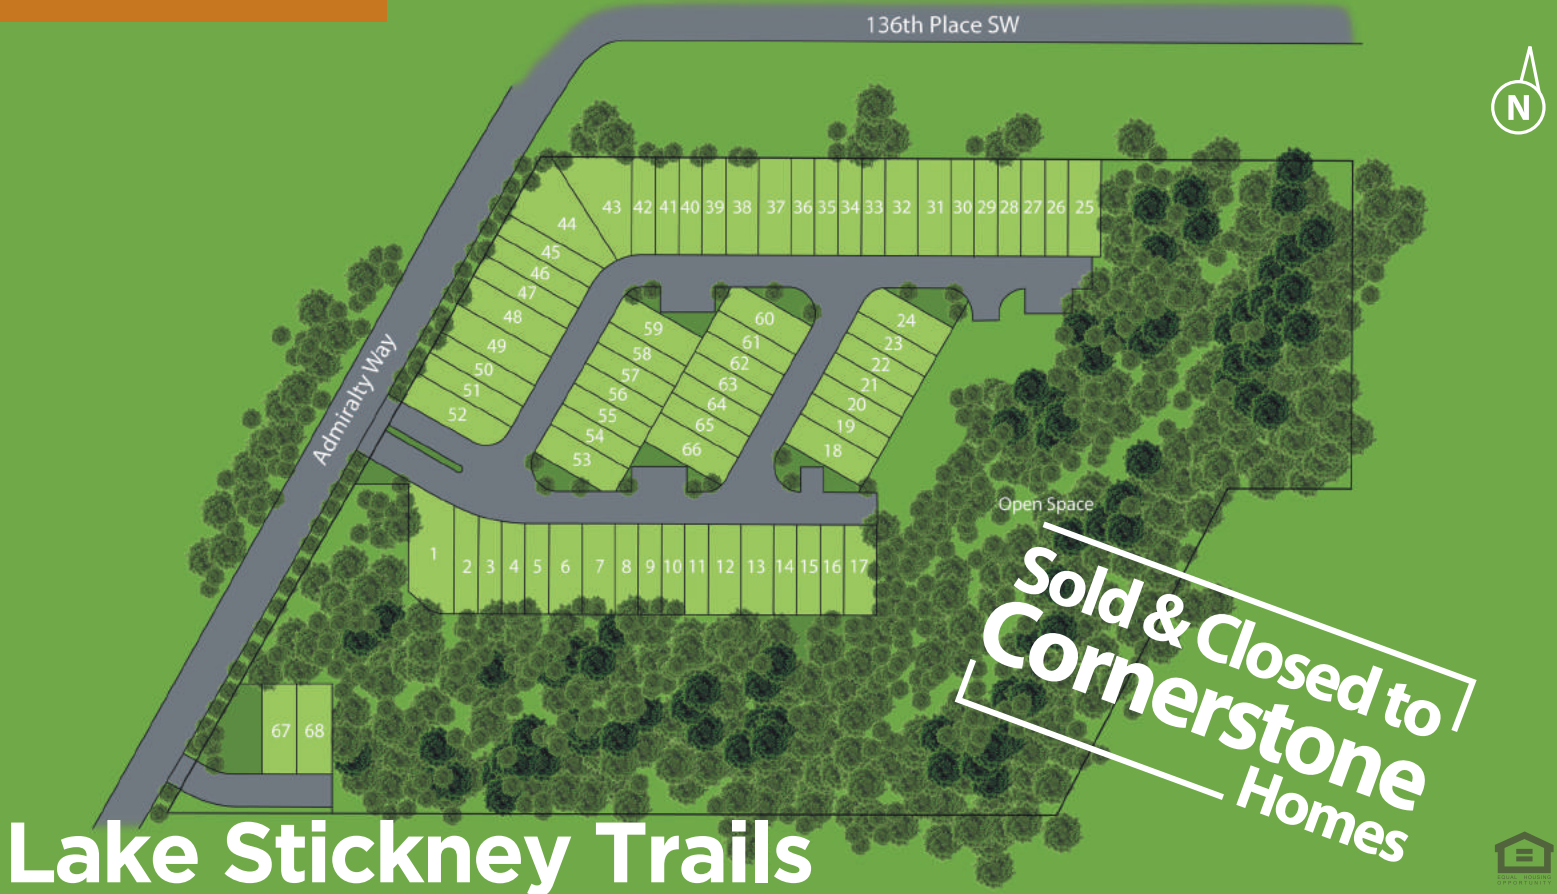 136th Place SW
N
43 42 41 40 39 38 37 36 35 34 33 32 31 30 29 28 27 26 25
44
45
46
47
48
49
50
51
52
59
58
57
56
55
54
53
60
61
62
63
64
65
66
24
23
22
21
20
19
18
Admiralty Way
Open Space
1 2 3 4 5 6 7 8 9 10 11 12 13 14 15 16 17
67 68
Sold & Closed to
Cornerstone
Homes
Lake Stickney Trails
EQUAL HOUSING
OPPORTUNITY